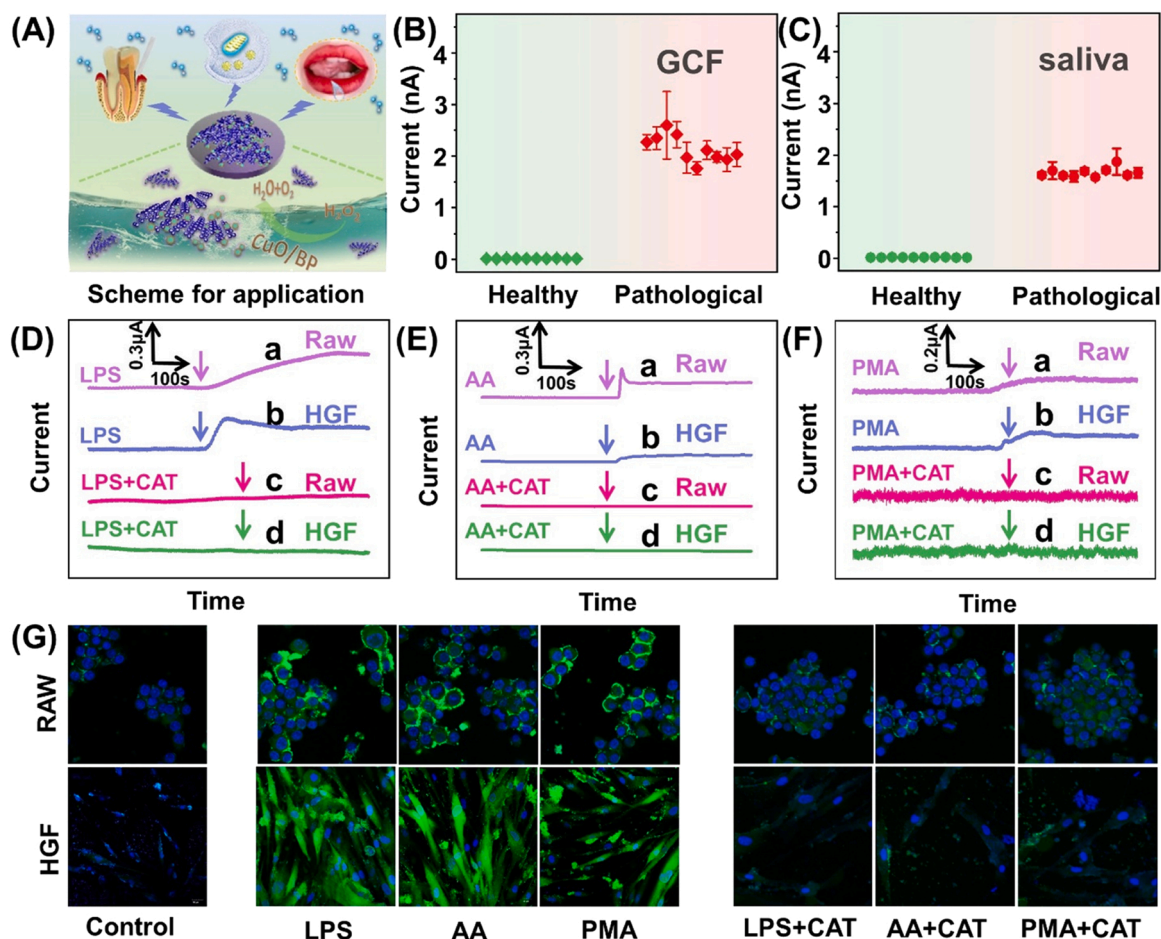 (A)
H₂O+O₂
H₂O₂
CuO/BP
Scheme for application
(B)
Current (nA)
4
3
2
1
0
GCF
Healthy Pathological
(C)
Current (nA)
4
3
2
1
0
saliva
Healthy Pathological
(D)
Current
0.3μA
100s
LPS a Raw
LPS b HGF
LPS+CAT c Raw
LPS+CAT d HGF
Time
(E)
Current
0.3μA
100s
AA a Raw
AA b HGF
AA+CAT c Raw
AA+CAT d HGF
Time
(F)
Current
0.2μA
100s
PMA a Raw
PMA b HGF
PMA+CAT c Raw
PMA+CAT d HGF
Time
(G)
RAW
HGF
Control LPS AA PMA LPS+CAT AA+CAT PMA+CAT